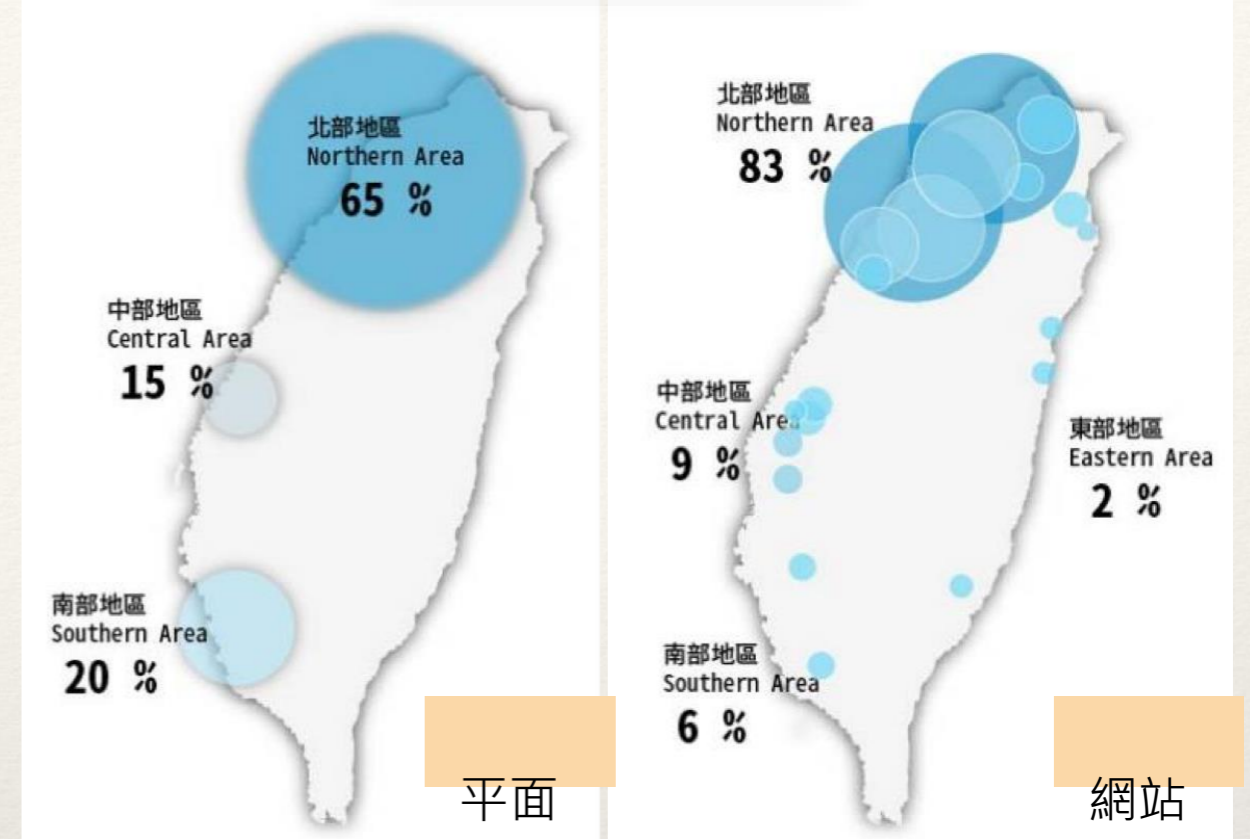 北部地區
Northern Area
65 %
中部地區
Central Area
15 %
南部地區
Southern Area
20 %
平面
北部地區
Northern Area
83 %
中部地區
Central Area
9 %
東部地區
Eastern Area
2 %
南部地區
Southern Area
6 %
網站